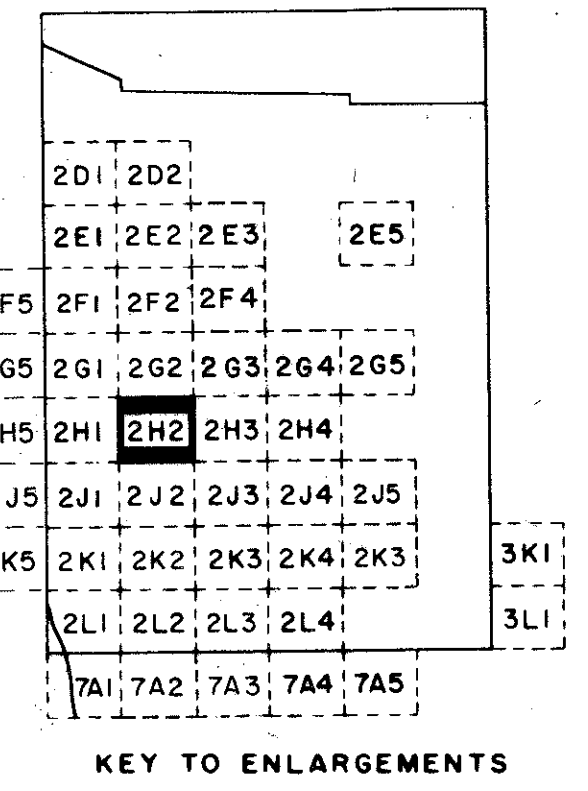 2D1 2D2
2E1 2E2 2E3 2E5
F5 2F1 2F2 2F4
G5 2G1 2G2 2G3 2G4 2G5
H5 2H1 2H2 2H3 2H4
J5 2J1 2J2 2J3 2J4 2J5
K5 2K1 2K2 2K3 2K4 2K3 3K1
2L1 2L2 2L3 2L4 3L1
7A1 7A2 7A3 7A4 7A5
KEY TO ENLARGEMENTS